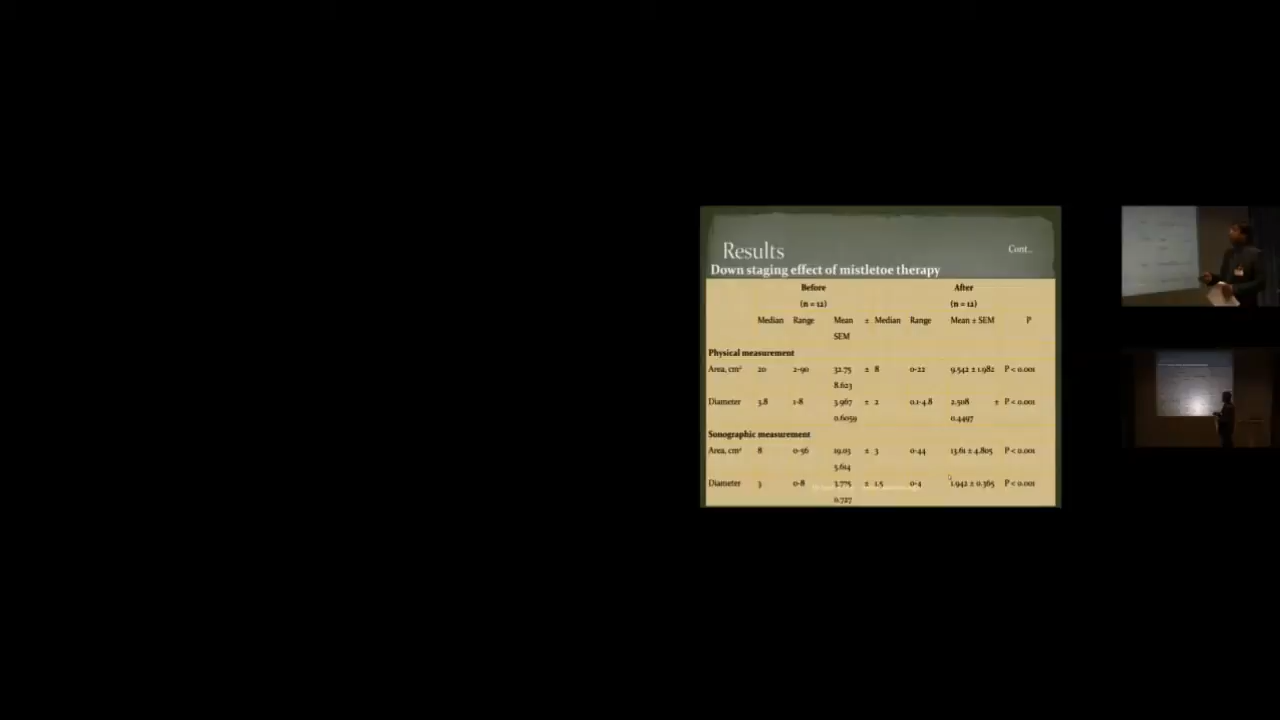 Results
Cont..
Down staging effect of mistletoe therapy
Before After
(n = 12) (n = 12)
Median Range Mean ± Median Range Mean ± SEM P
SEM
Physical measurement
Area, cm² 20 2-90 32.75 ± 8 0-22 9.542 ± 1.982 P < 0.001
8.623
Diameter 3.8 1-8 3.967 ± 2 0.1-4.8 2.508 ± P < 0.001
0.6059 0.4497
Sonographic measurement
Area, cm² 8 0-56 19.03 ± 3 0-44 13.61 ± 4.805 P < 0.001
5.614
Diameter 3 0-8 3.775 ± 1.5 0-4 1.942 ± 0.365 P < 0.001
0.727